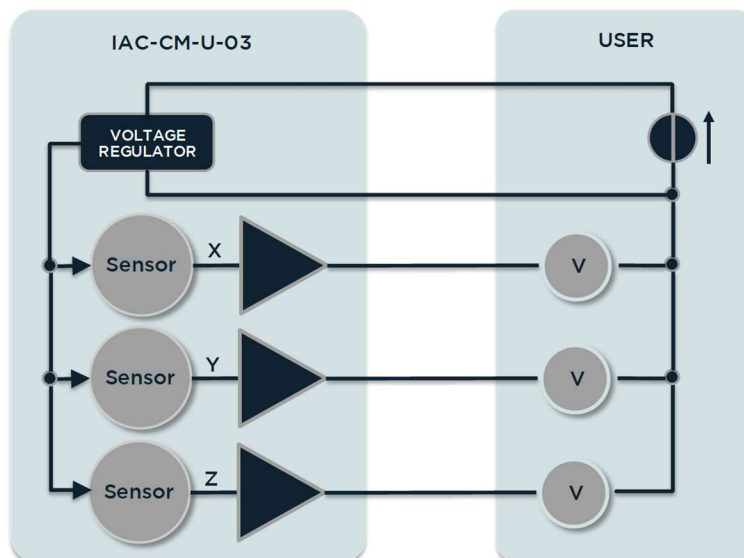 IAC-CM-U-03
USER
VOLTAGE
REGULATOR
Sensor
X
V
Sensor
Y
V
Sensor
Z
V